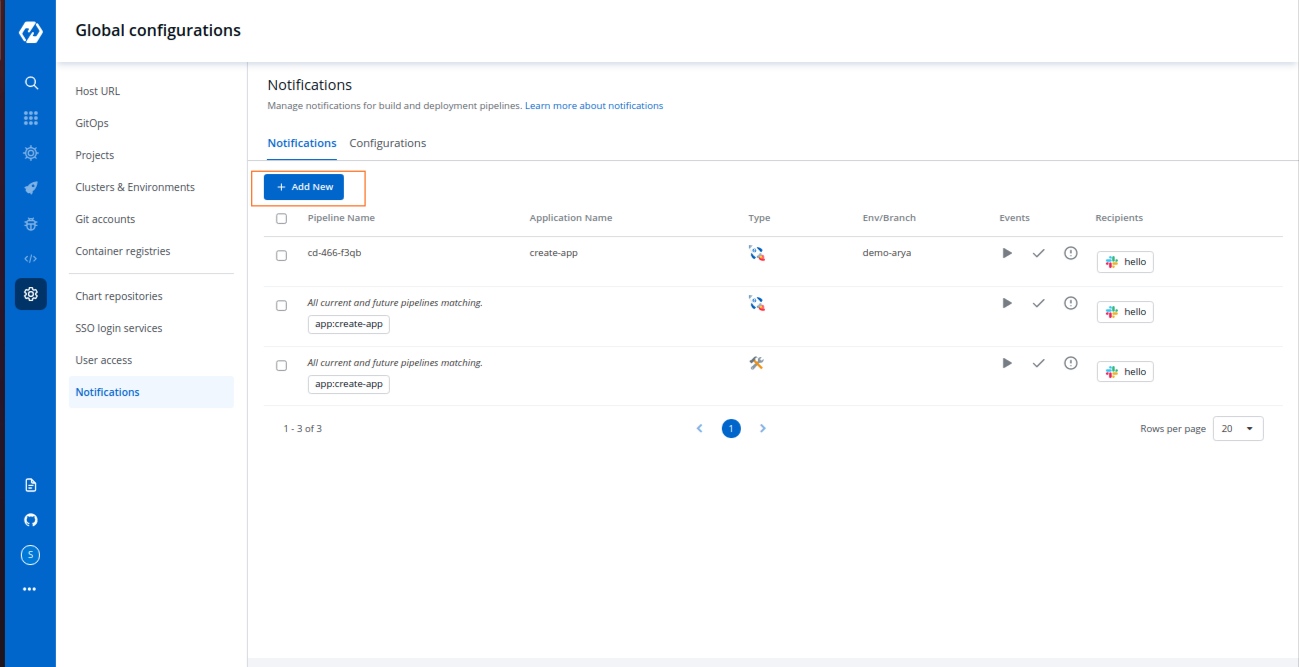 Global configurations
Host URL
GitOps
Projects
Clusters & Environments
Git accounts
Container registries
Chart repositories
SSO login services
User access
Notifications
S
Notifications
Manage notifications for build and deployment pipelines. Learn more about notifications
Notifications Configurations
+ Add New
Pipeline Name Application Name Type Env/Branch Events Recipients
cd-466-f3qb create-app demo-arya hello
All current and future pipelines matching.
app:create-app hello
All current and future pipelines matching.
app:create-app hello
1 - 3 of 3 1 Rows per page 20